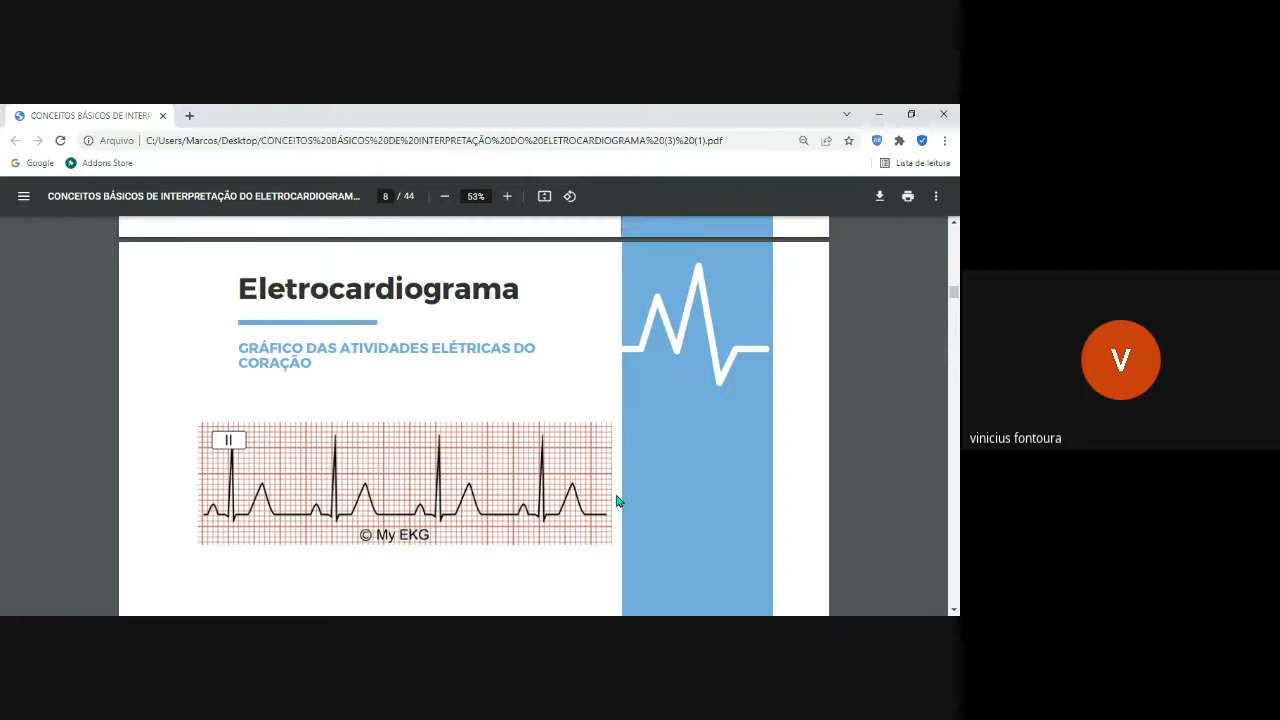 CONCEITOS BÁSICOS DE INTERP
Arquivo C:/Users/Marcos/Desktop/CONCEITOS%20BÁSICOS%20DE%20INTERPRETAÇÃO%20DO%20ELETROCARDIOGRAMA%20(3)%20(1).pdf
Google Addons Store Lista de leitura
CONCEITOS BÁSICOS DE INTERPRETAÇÃO DO ELETROCARDIOGRAM... 8 / 44 53%
Eletrocardiograma
GRÁFICO DAS ATIVIDADES ELÉTRICAS DO
CORAÇÃO
II
© My EKG
V
vinicius fontoura